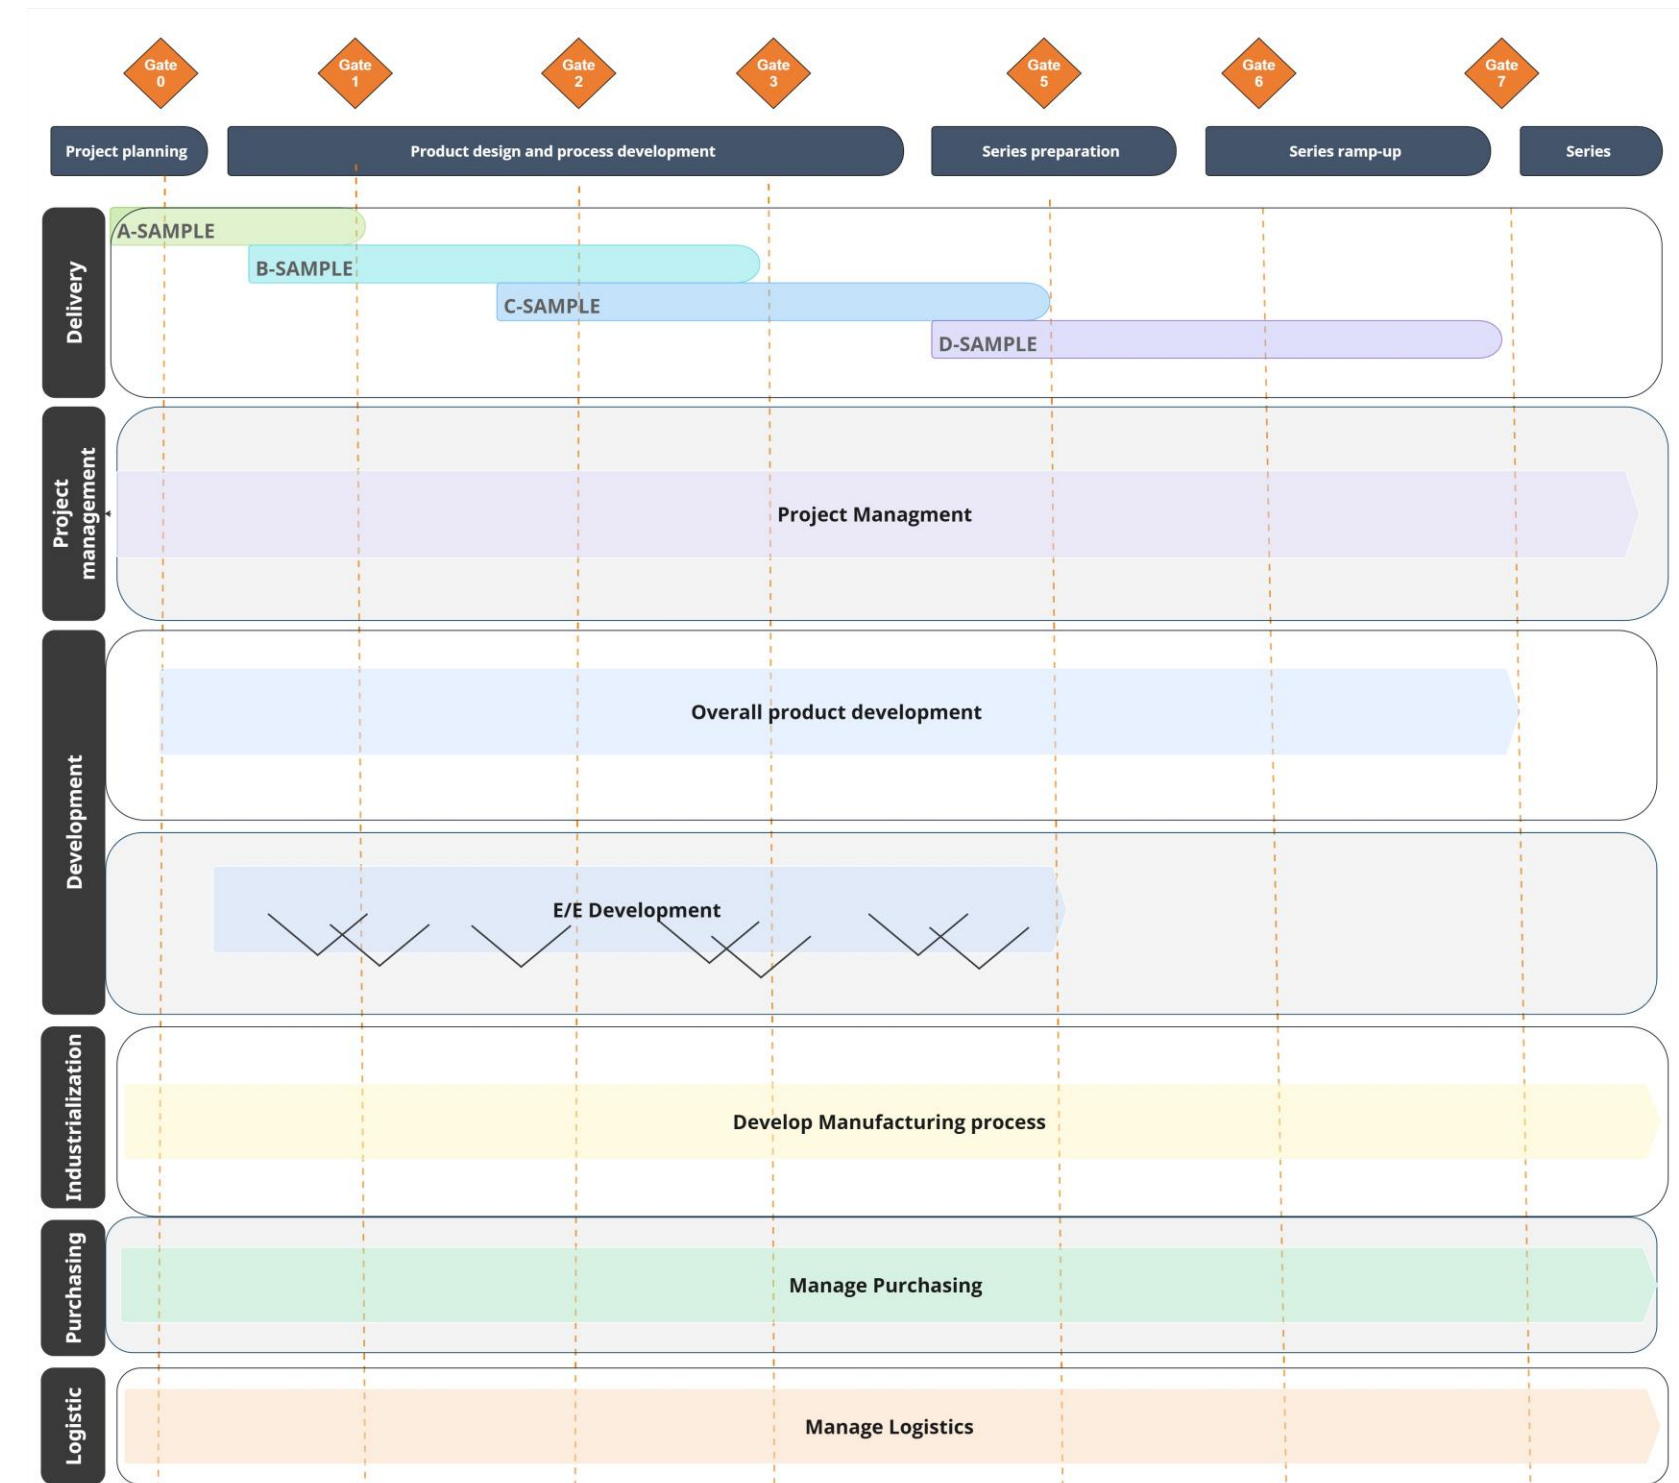 Gate
0
Gate
1
Gate
2
Gate
3
Gate
5
Gate
6
Gate
7
Project planning
Product design and process development
Series preparation
Series ramp-up
Series
Delivery
A-SAMPLE
B-SAMPLE
C-SAMPLE
D-SAMPLE
Project
management
Project Managment
Development
Overall product development
E/E Development
Industrialization
Develop Manufacturing process
Purchasing
Manage Purchasing
Logistic
Manage Logistics